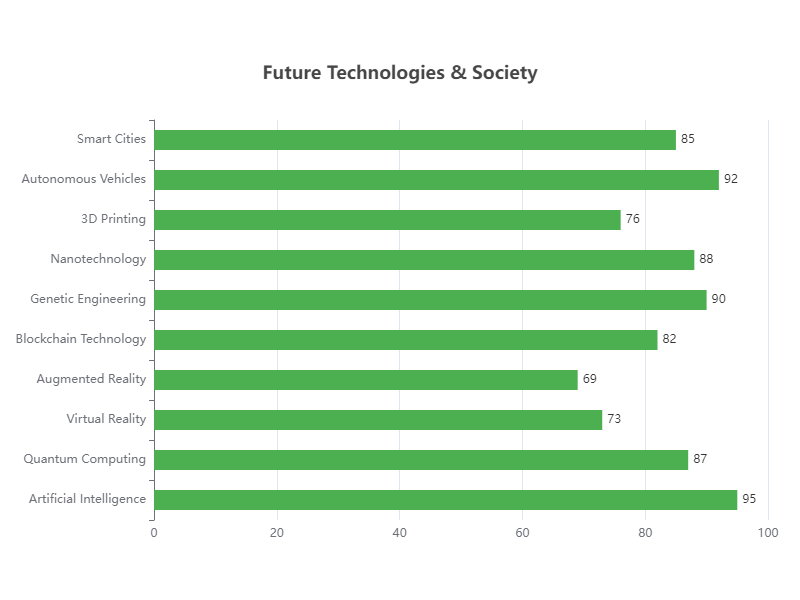 Future Technologies & Society
Smart Cities 85
Autonomous Vehicles 92
3D Printing 76
Nanotechnology 88
Genetic Engineering 90
Blockchain Technology 82
Augmented Reality 69
Virtual Reality 73
Quantum Computing 87
Artificial Intelligence 95
0 20 40 60 80 100